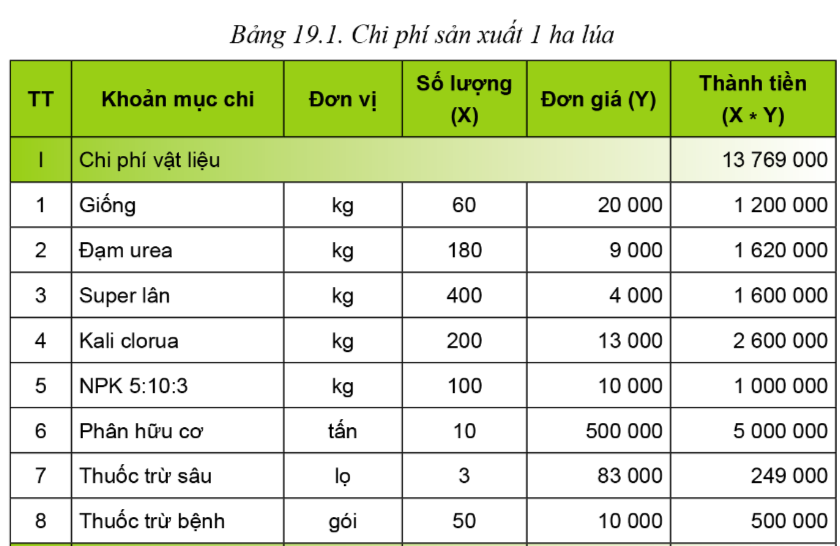 Bảng 19.1. Chi phí sản xuất 1 ha lúa
TT Khoản mục chi Đơn vị Số lượng (X) Đơn giá (Y) Thành tiền (X * Y)
I Chi phí vật liệu 13 769 000
1 Giống kg 60 20 000 1 200 000
2 Đạm urea kg 180 9 000 1 620 000
3 Super lân kg 400 4 000 1 600 000
4 Kali clorua kg 200 13 000 2 600 000
5 NPK 5:10:3 kg 100 10 000 1 000 000
6 Phân hữu cơ tấn 10 500 000 5 000 000
7 Thuốc trừ sâu lọ 3 83 000 249 000
8 Thuốc trừ bệnh gói 50 10 000 500 000